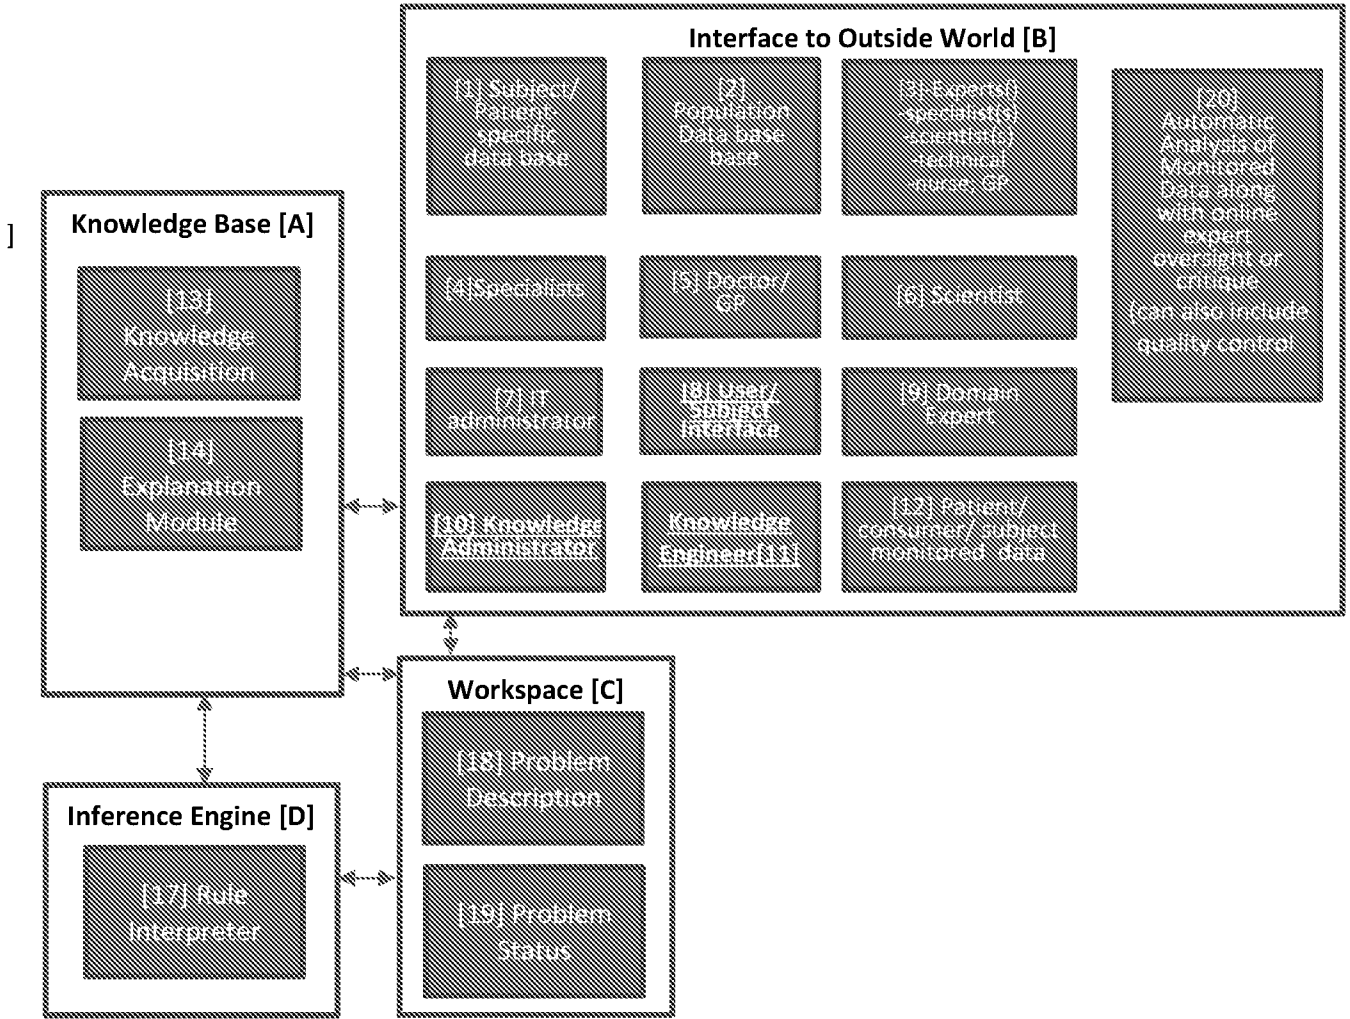 Interface to Outside World [B]
[1] Subject/
Patient-
specific
data base
[2]
Population
Data base
base
[3] Experts()
-specialist(s)
-scientist(s)
-technical
-nurse, GP
[20]
Automatic
Analysis of
Monitored
Data along
with online
expert
oversight or
critique
(can also include
quality control
[4]Specialists
[5] Doctor/
GP
[6] Scientist
[7] IT
administrator
[8] User/
Subject
Interface
[9] Domain
Expert
[10] Knowledge
Administrator
Knowledge
Engineer[11]
[12] Patient/
consumer/ subject
monitored data
]
Knowledge Base [A]
[13]
Knowledge
Acquisition
[14]
Explanation
Module
Workspace [C]
[18] Problem
Description
[19] Problem
Status
Inference Engine [D]
[17] Rule
Interpreter